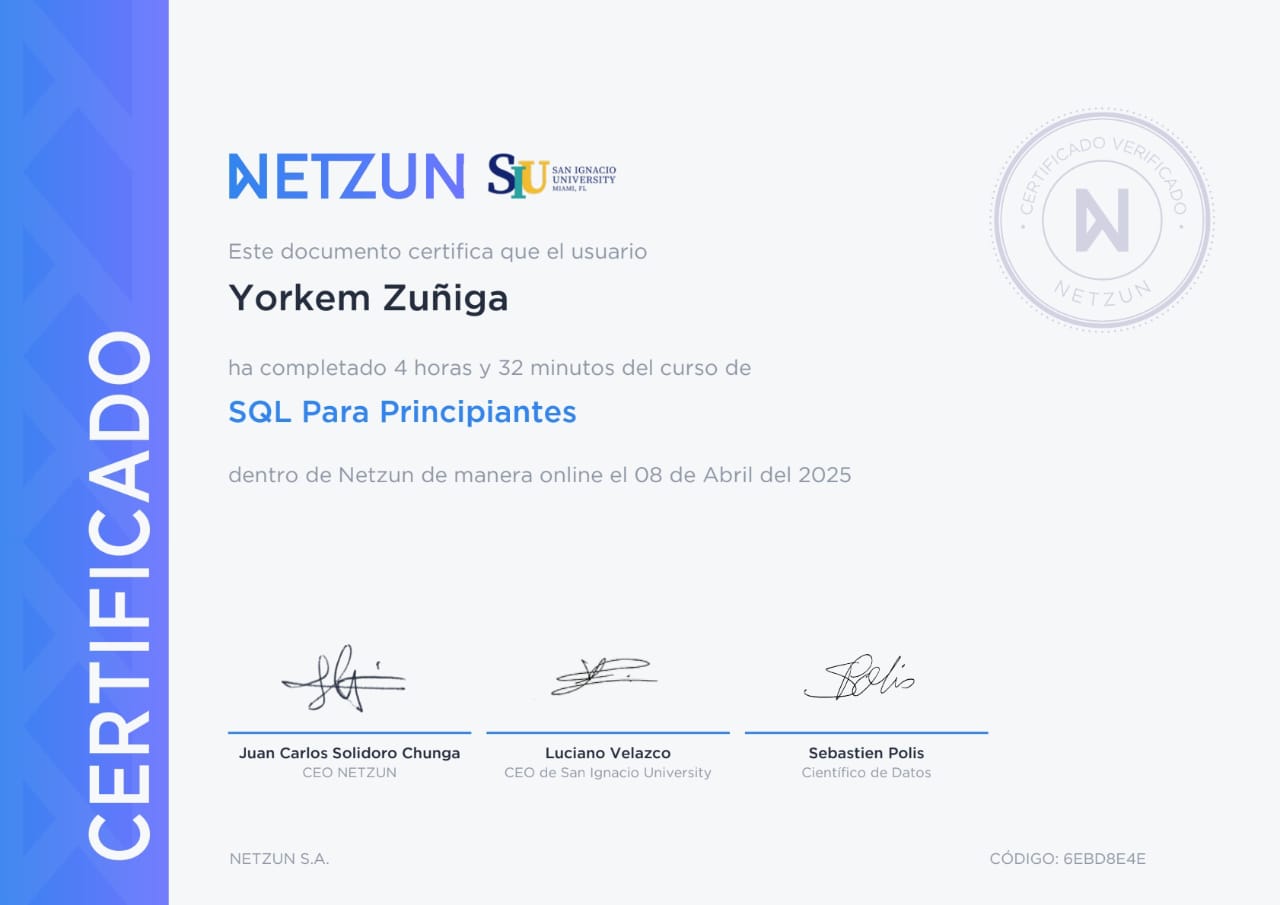 CERTIFICADO
NETZUN
SIU SAN IGNACIO
UNIVERSITY
MIAMI, FL
CERTIFICADO VERIFICADO
N
NETZUN
Este documento certifica que el usuario
Yorkem Zuñiga
ha completado 4 horas y 32 minutos del curso de
SQL Para Principiantes
dentro de Netzun de manera online el 08 de Abril del 2025
Juan Carlos Solidoro Chunga
CEO NETZUN
Luciano Velazco
CEO de San Ignacio University
Sebastien Polis
Científico de Datos
NETZUN S.A.
CÓDIGO: 6EBD8E4E